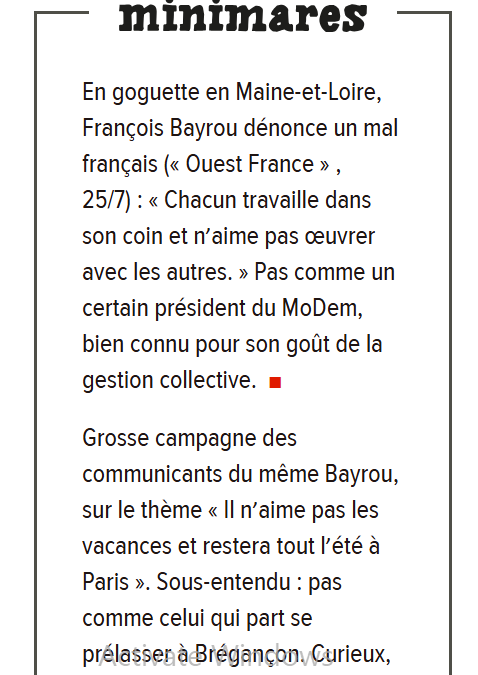 minimares
En goguette en Maine-et-Loire,
François Bayrou dénonce un mal
français (« Ouest France » ,
25/7) : « Chacun travaille dans
son coin et n’aime pas œuvrer
avec les autres. » Pas comme un
certain président du MoDem,
bien connu pour son goût de la
gestion collective.
Grosse campagne des
communicants du même Bayrou,
sur le thème « Il n’aime pas les
vacances et restera tout l’été à
Paris ». Sous-entendu : pas
comme celui qui part se
prélasser à Brégançon. Curieux,
Activate Windows